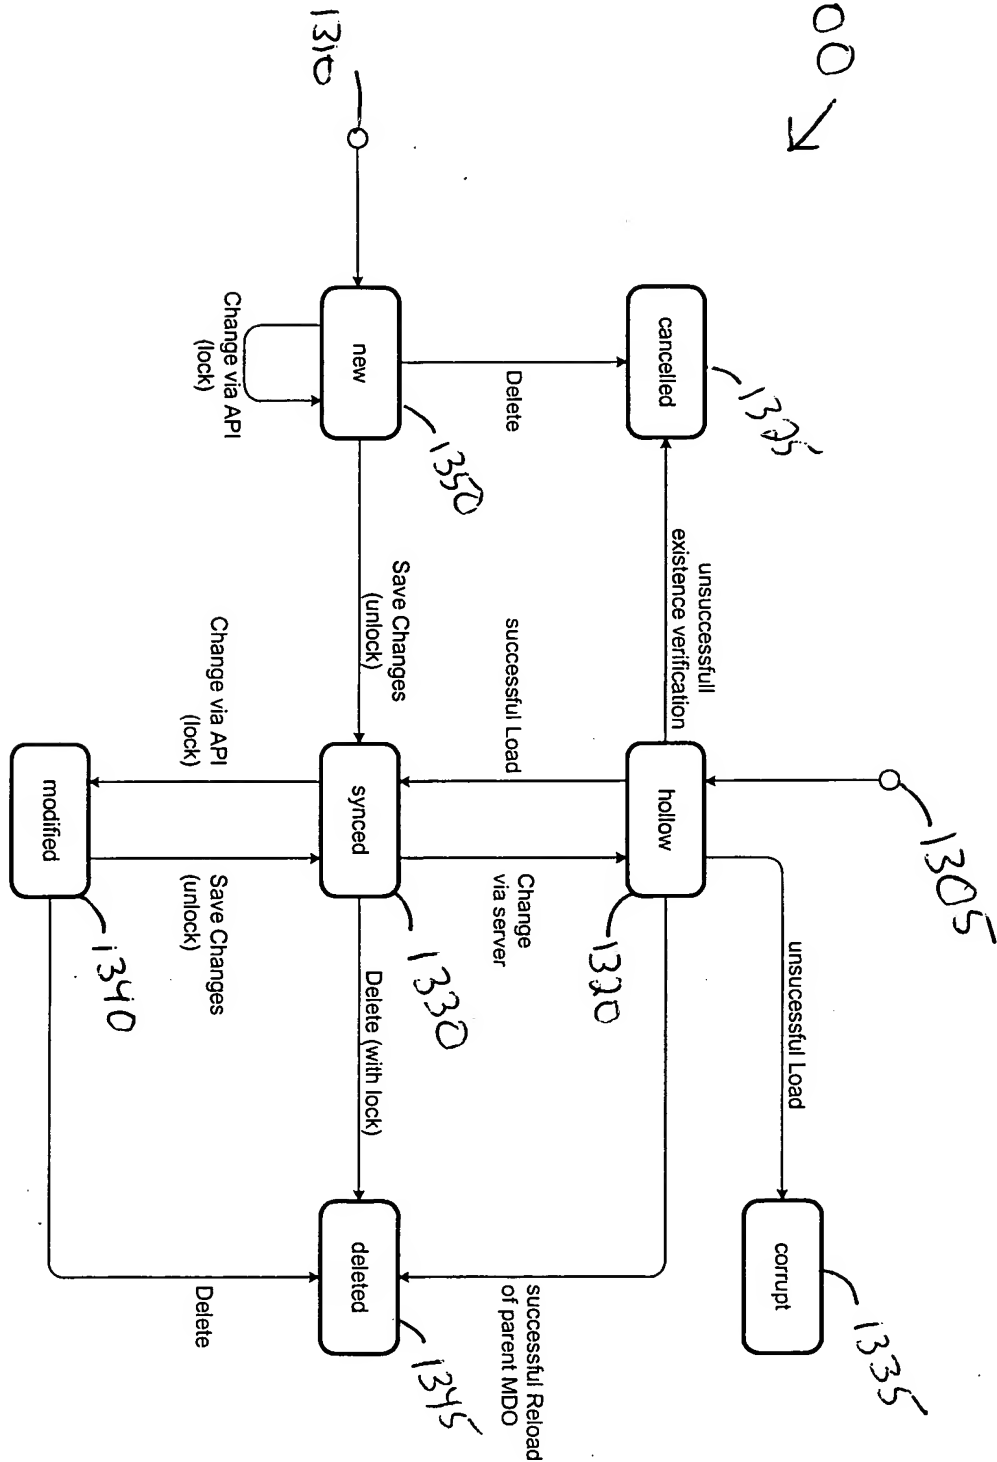 00
1305
1335
unsucessful Load
corrupt
1325
unsuccessfull
existence verification
cancelled
hollow
1320
successful Reload
of parent MDO
Delete
successful Load
Change
via server
1350
1330
1345
Save Changes
(unlock)
Delete (with lock)
1310
new
synced
deleted
Change via API
(lock)
Change via API
(lock)
Save Changes
(unlock)
Delete
1340
modified